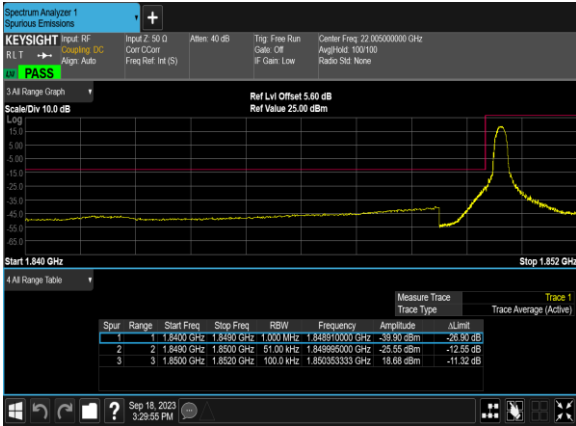 Spectrum Analyzer 1
Spurious Emissions
+
KEYSIGHT Input: RF Input Z: 50 Ω Atten: 40 dB Trig: Free Run Center Freq: 22.005000000 GHz
RLT Coupling: DC Corr CCorr Gate: Off Avg|Hold: 100/100
Align: Auto Freq Ref: Int (S) IF Gain: Low Radio Std: None
PASS
3 All Range Graph
Ref Lvl Offset 5.60 dB
Scale/Div 10.0 dB Ref Value 25.00 dBm
Log
15.0
5.00
-5.00
-15.0
-25.0
-35.0
-45.0
-55.0
-65.0
Start 1.840 GHz Stop 1.852 GHz
4 All Range Table
Measure Trace Trace 1
Trace Type Trace Average (Active)
Spur Range Start Freq Stop Freq RBW Frequency Amplitude ΔLimit
1 1 1.8400 GHz 1.8490 GHz 1.000 MHz 1.848910000 GHz -39.90 dBm -26.90 dB
2 2 1.8490 GHz 1.8500 GHz 51.00 kHz 1.849995000 GHz -25.55 dBm -12.55 dB
3 3 1.8500 GHz 1.8520 GHz 100.0 kHz 1.850353333 GHz 18.68 dBm -11.32 dB
? Sep 18, 2023
3:29:55 PM